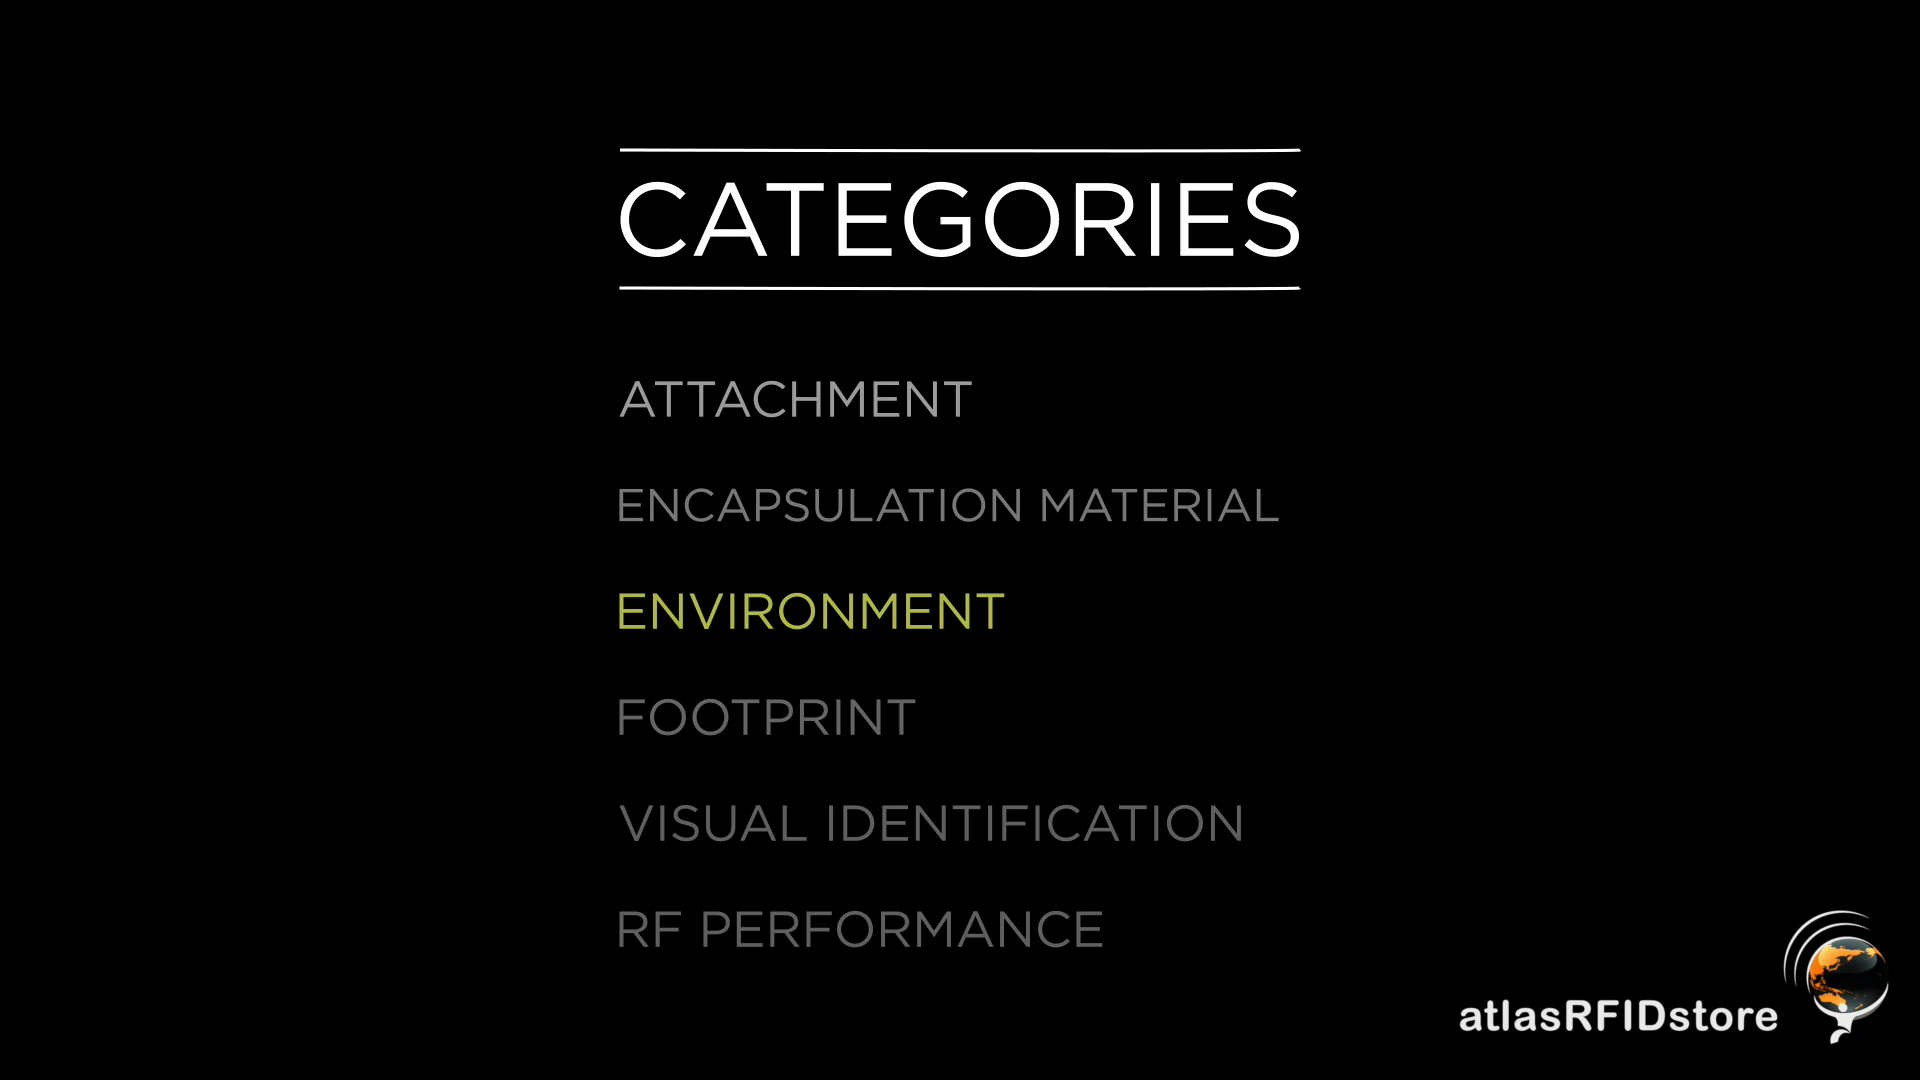 CATEGORIES
ATTACHMENT
ENCAPSULATION MATERIAL
ENVIRONMENT
FOOTPRINT
VISUAL IDENTIFICATION
RF PERFORMANCE
atlasRFIDstore